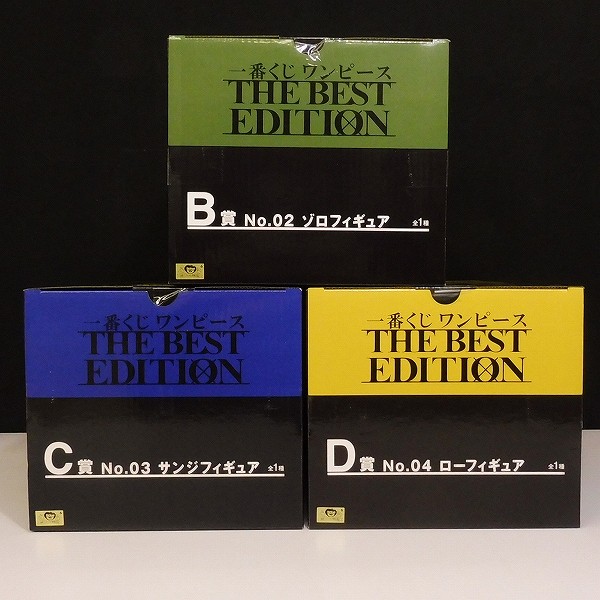 一番くじ ワンピース
THE BEST
EDITION
B賞 No.02 ゾロフィギュア 全1種
一番くじ ワンピース
THE BEST
EDITION
C賞 No.03 サンジフィギュア 全1種
一番くじ ワンピース
THE BEST
EDITION
D賞 No.04 ローフィギュア 全1種